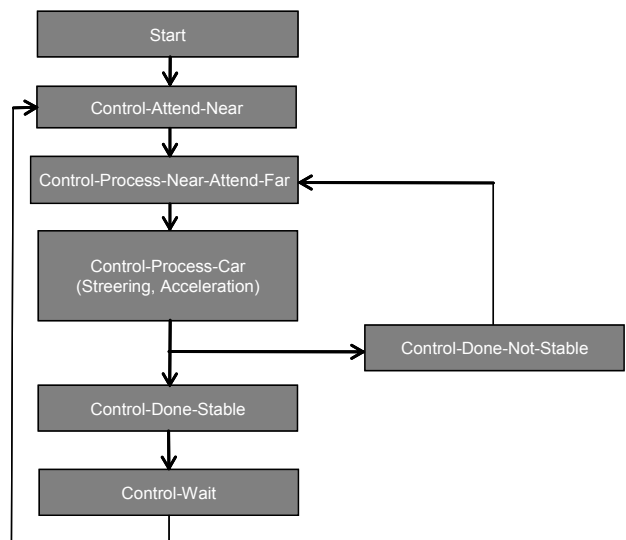 Start
Control-Attend-Near
Control-Process-Near-Attend-Far
Control-Process-Car
(Streering, Acceleration)
Control-Done-Not-Stable
Control-Done-Stable
Control-Wait